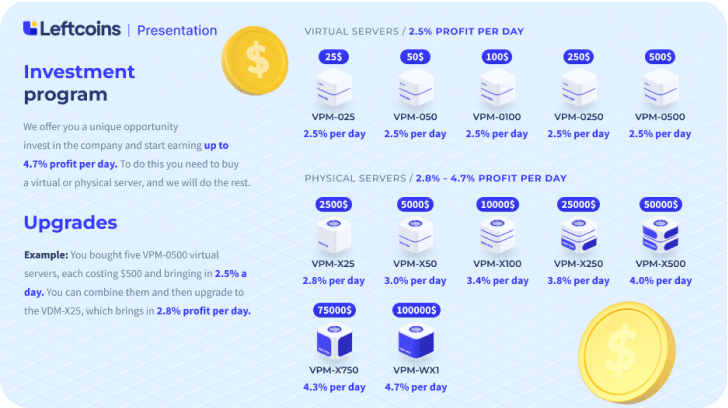 Leftcoins | Presentation
Investment
program
We offer you a unique opportunity
invest in the company and start earning up to
4.7% profit per day. To do this you need to buy
a virtual or physical server, and we will do the rest.
Upgrades
Example: You bought five VPM-0500 virtual
servers, each costing $500 and bringing in 2.5% a
day. You can combine them and then upgrade to
the VDM-X25, which brings in 2.8% profit per day.
VIRTUAL SERVERS / 2.5% PROFIT PER DAY
25$ 50$ 100$ 250$ 500$
VPM-025 VPM-050 VPM-0100 VPM-0250 VPM-0500
2.5% per day 2.5% per day 2.5% per day 2.5% per day 2.5% per day
PHYSICAL SERVERS / 2.8% - 4.7% PROFIT PER DAY
2500$ 5000$ 10000$ 25000$ 50000$
VPM-X25 VPM-X50 VPM-X100 VPM-X250 VPM-X500
2.8% per day 3.0% per day 3.4% per day 3.8% per day 4.0% per day
75000$ 100000$
VPM-X750 VPM-WX1
4.3% per day 4.7% per day